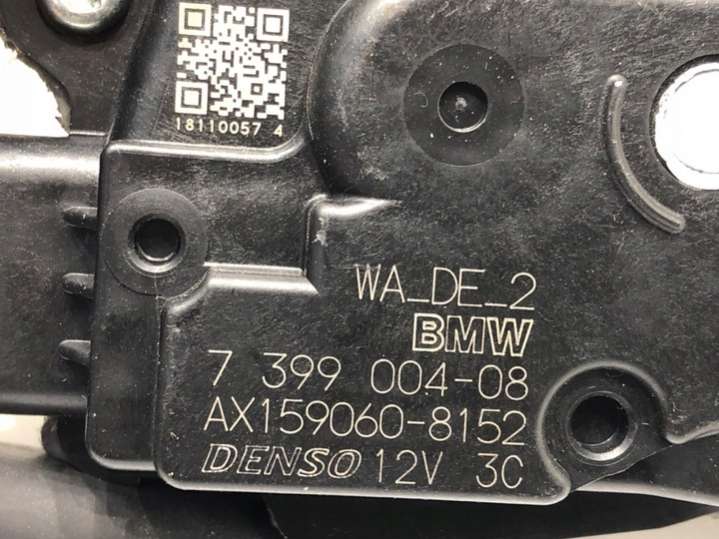 18110057 4
WA_DE_2
BMW
7 399 004-08
AX159060-8152
DENSO 12V 3C